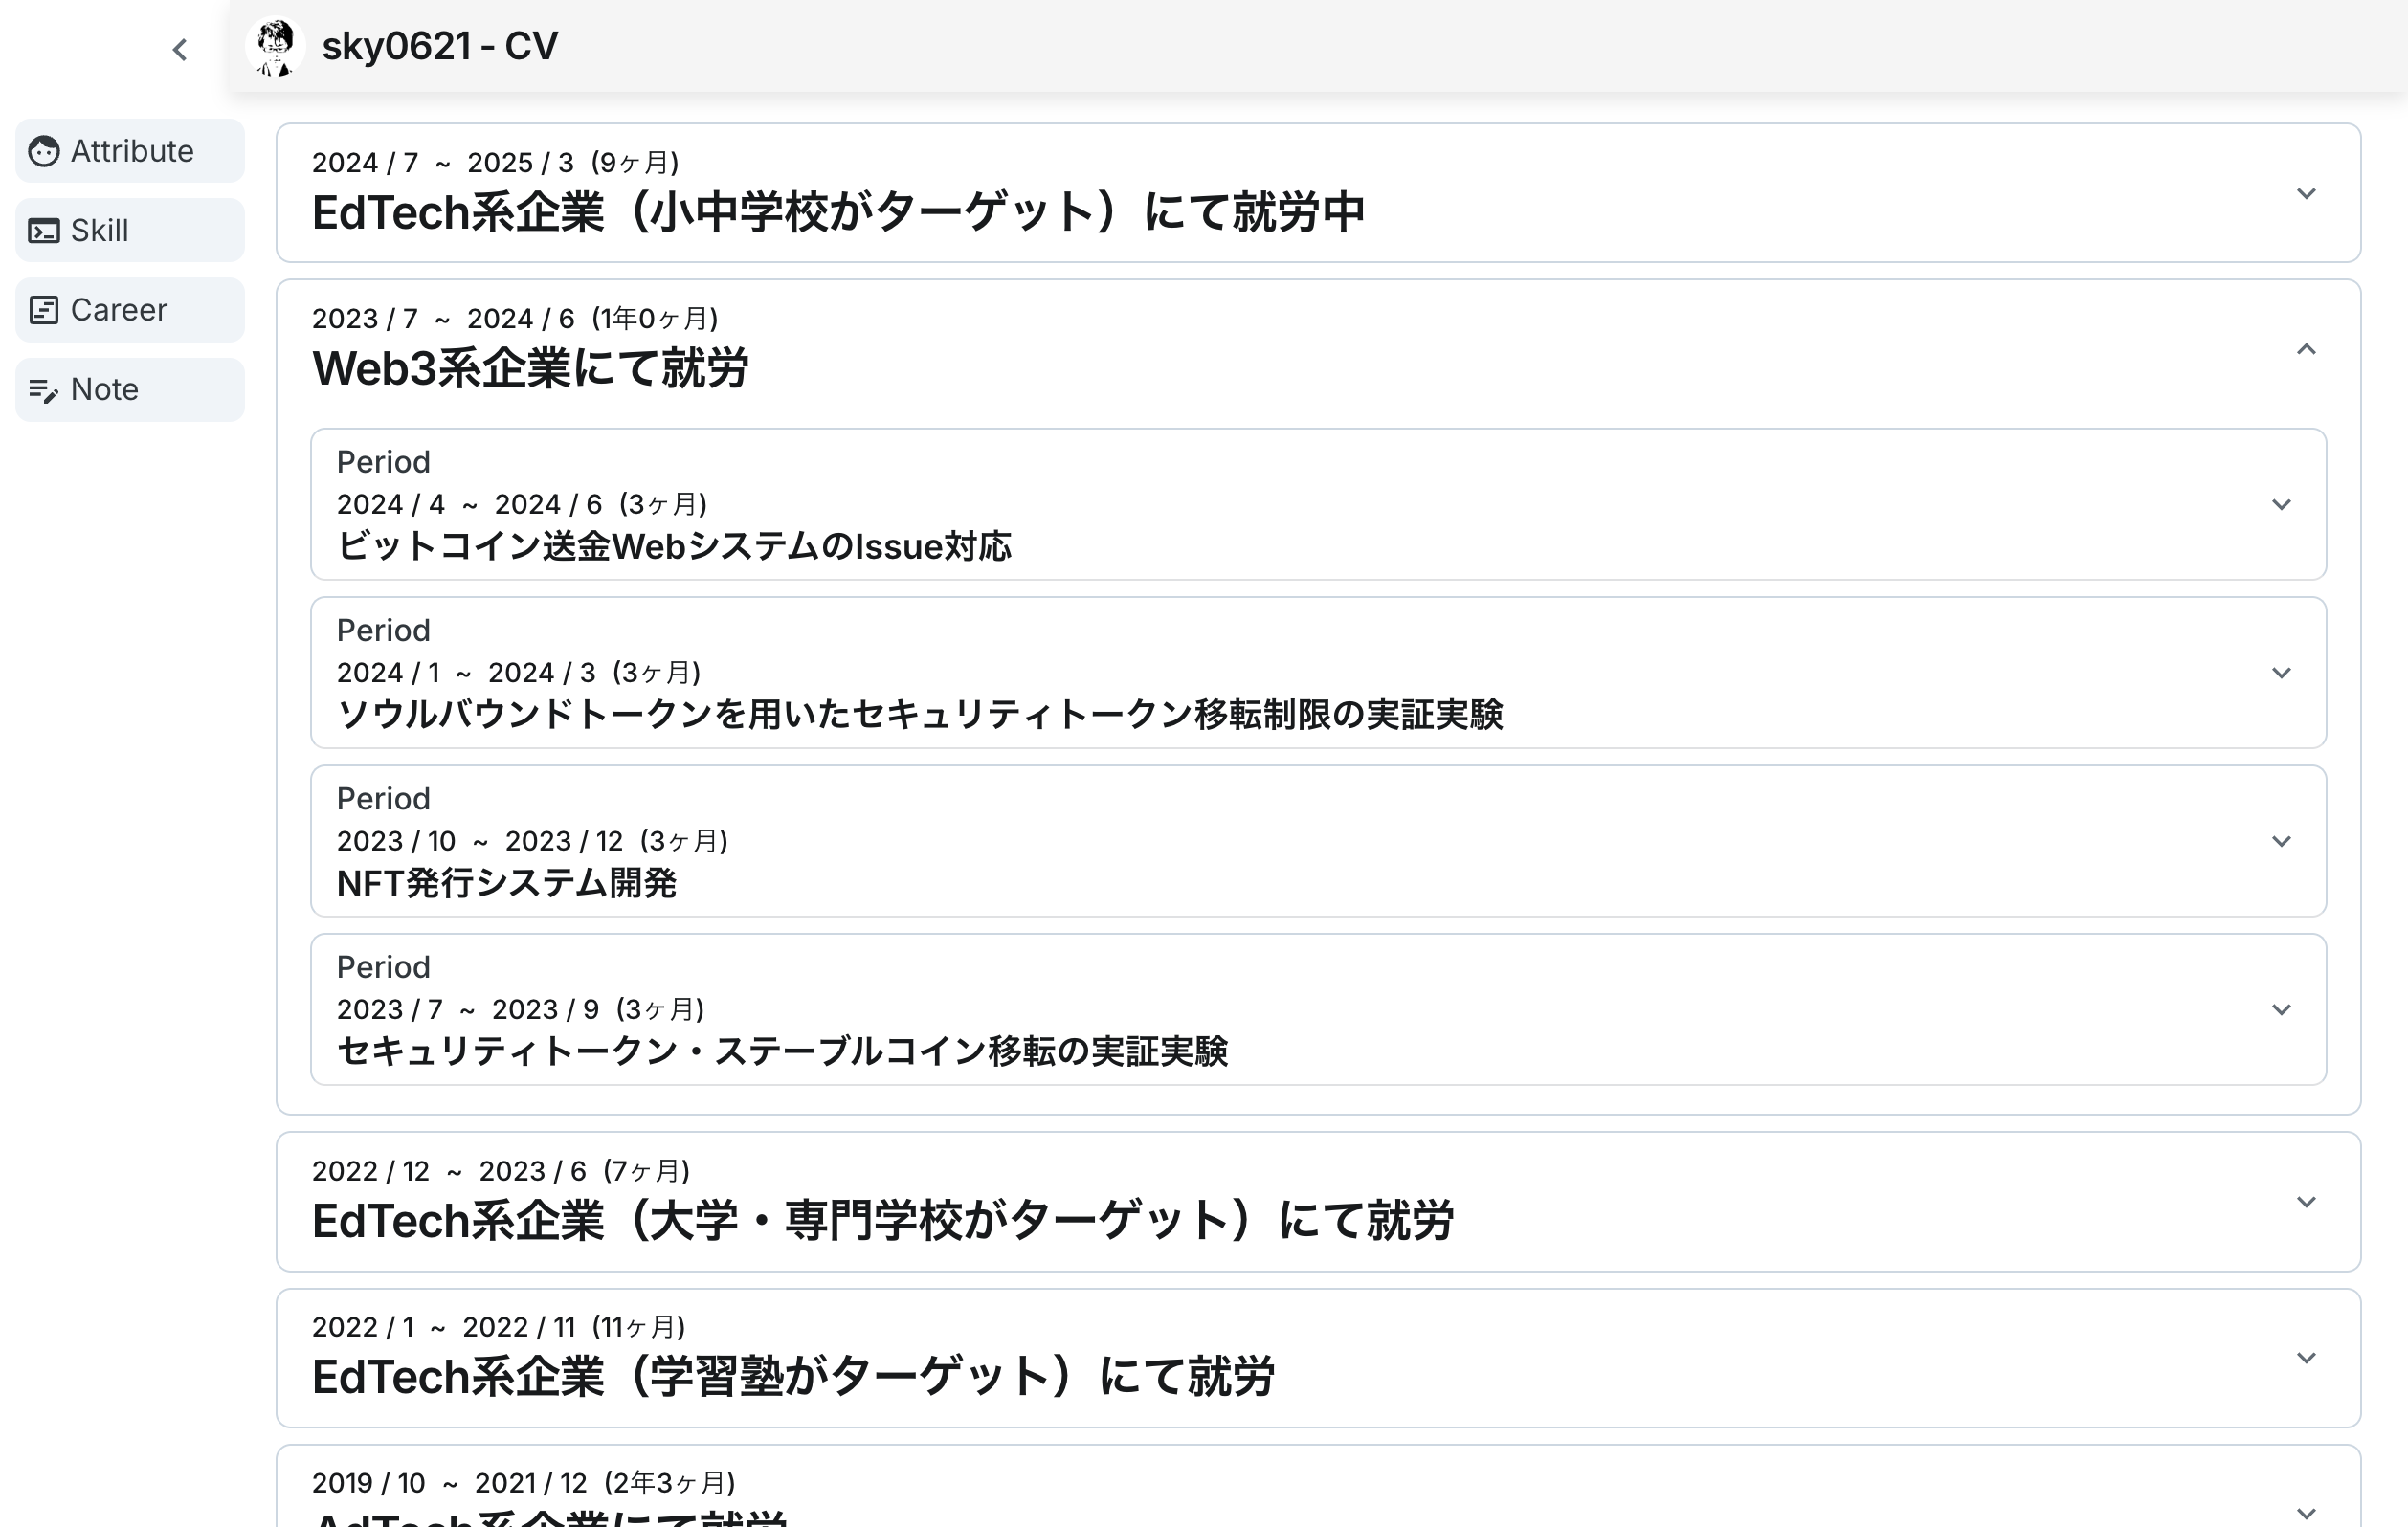 sky0621 - CV
Attribute
Skill
Career
Note
2024 / 7 ~ 2025 / 3 (9ヶ月)
EdTech系企業（小中学校がターゲット）にて就労中
2023 / 7 ~ 2024 / 6 (1年0ヶ月)
Web3系企業にて就労
Period
2024 / 4 ~ 2024 / 6 (3ヶ月)
ビットコイン送金WebシステムのIssue対応
Period
2024 / 1 ~ 2024 / 3 (3ヶ月)
ソウルバウンドトークンを用いたセキュリティトークン移転制限の実証実験
Period
2023 / 10 ~ 2023 / 12 (3ヶ月)
NFT発行システム開発
Period
2023 / 7 ~ 2023 / 9 (3ヶ月)
セキュリティトークン・ステーブルコイン移転の実証実験
2022 / 12 ~ 2023 / 6 (7ヶ月)
EdTech系企業（大学・専門学校がターゲット）にて就労
2022 / 1 ~ 2022 / 11 (11ヶ月)
EdTech系企業（学習塾がターゲット）にて就労
2019 / 10 ~ 2021 / 12 (2年3ヶ月)
AdTech系企業にて就労